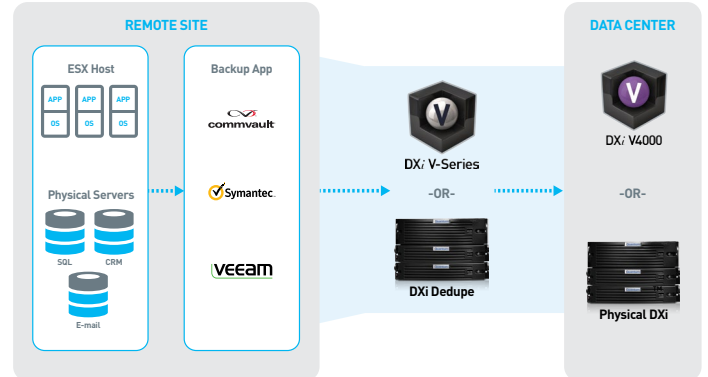 REMOTE SITE
ESX Host
APP APP APP
OS OS OS
Physical Servers
SQL CRM
E-mail
Backup App
commvault
Symantec.
veeam
V
DXi V-Series
-OR-
DXi Dedupe
DATA CENTER
V
DXi V4000
-OR-
Physical DXi